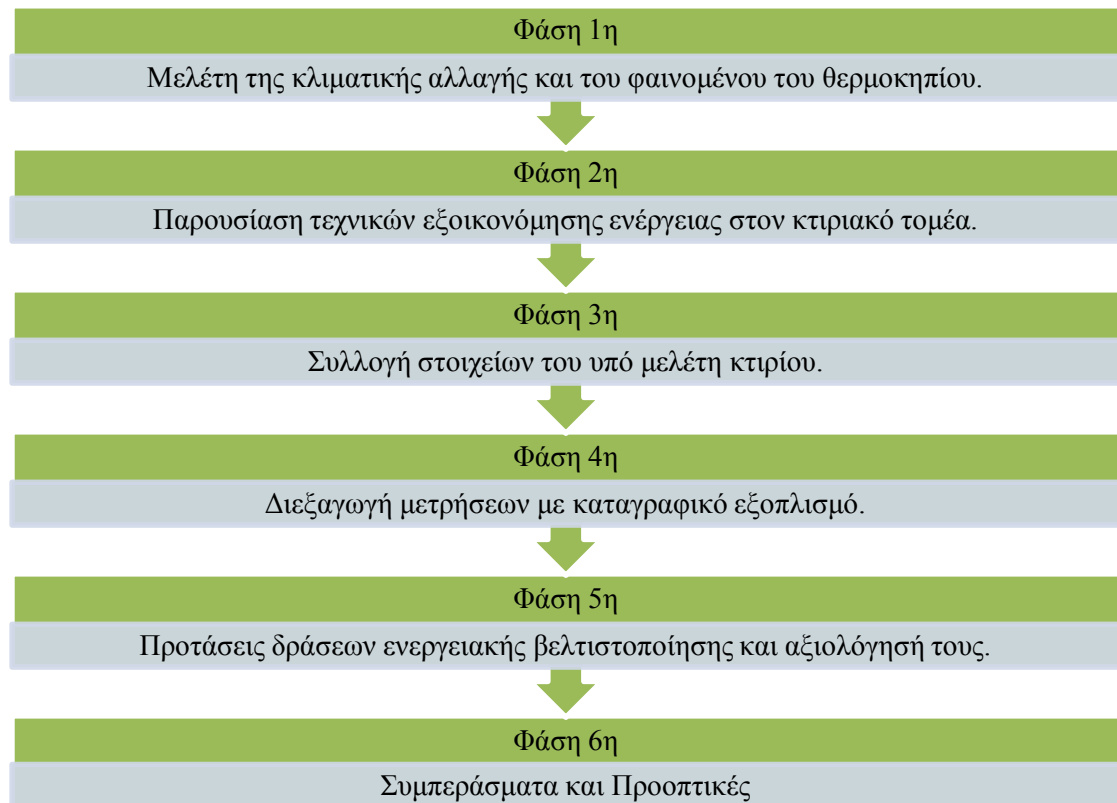 Φάση 1η
Μελέτη της κλιματικής αλλαγής και του φαινομένου του θερμοκηπίου.
Φάση 2η
Παρουσίαση τεχνικών εξοικονόμησης ενέργειας στον κτιριακό τομέα.
Φάση 3η
Συλλογή στοιχείων του υπό μελέτη κτιρίου.
Φάση 4η
Διεξαγωγή μετρήσεων με καταγραφικό εξοπλισμό.
Φάση 5η
Προτάσεις δράσεων ενεργειακής βελτιστοποίησης και αξιολόγησή τους.
Φάση 6η
Συμπεράσματα και Προοπτικές